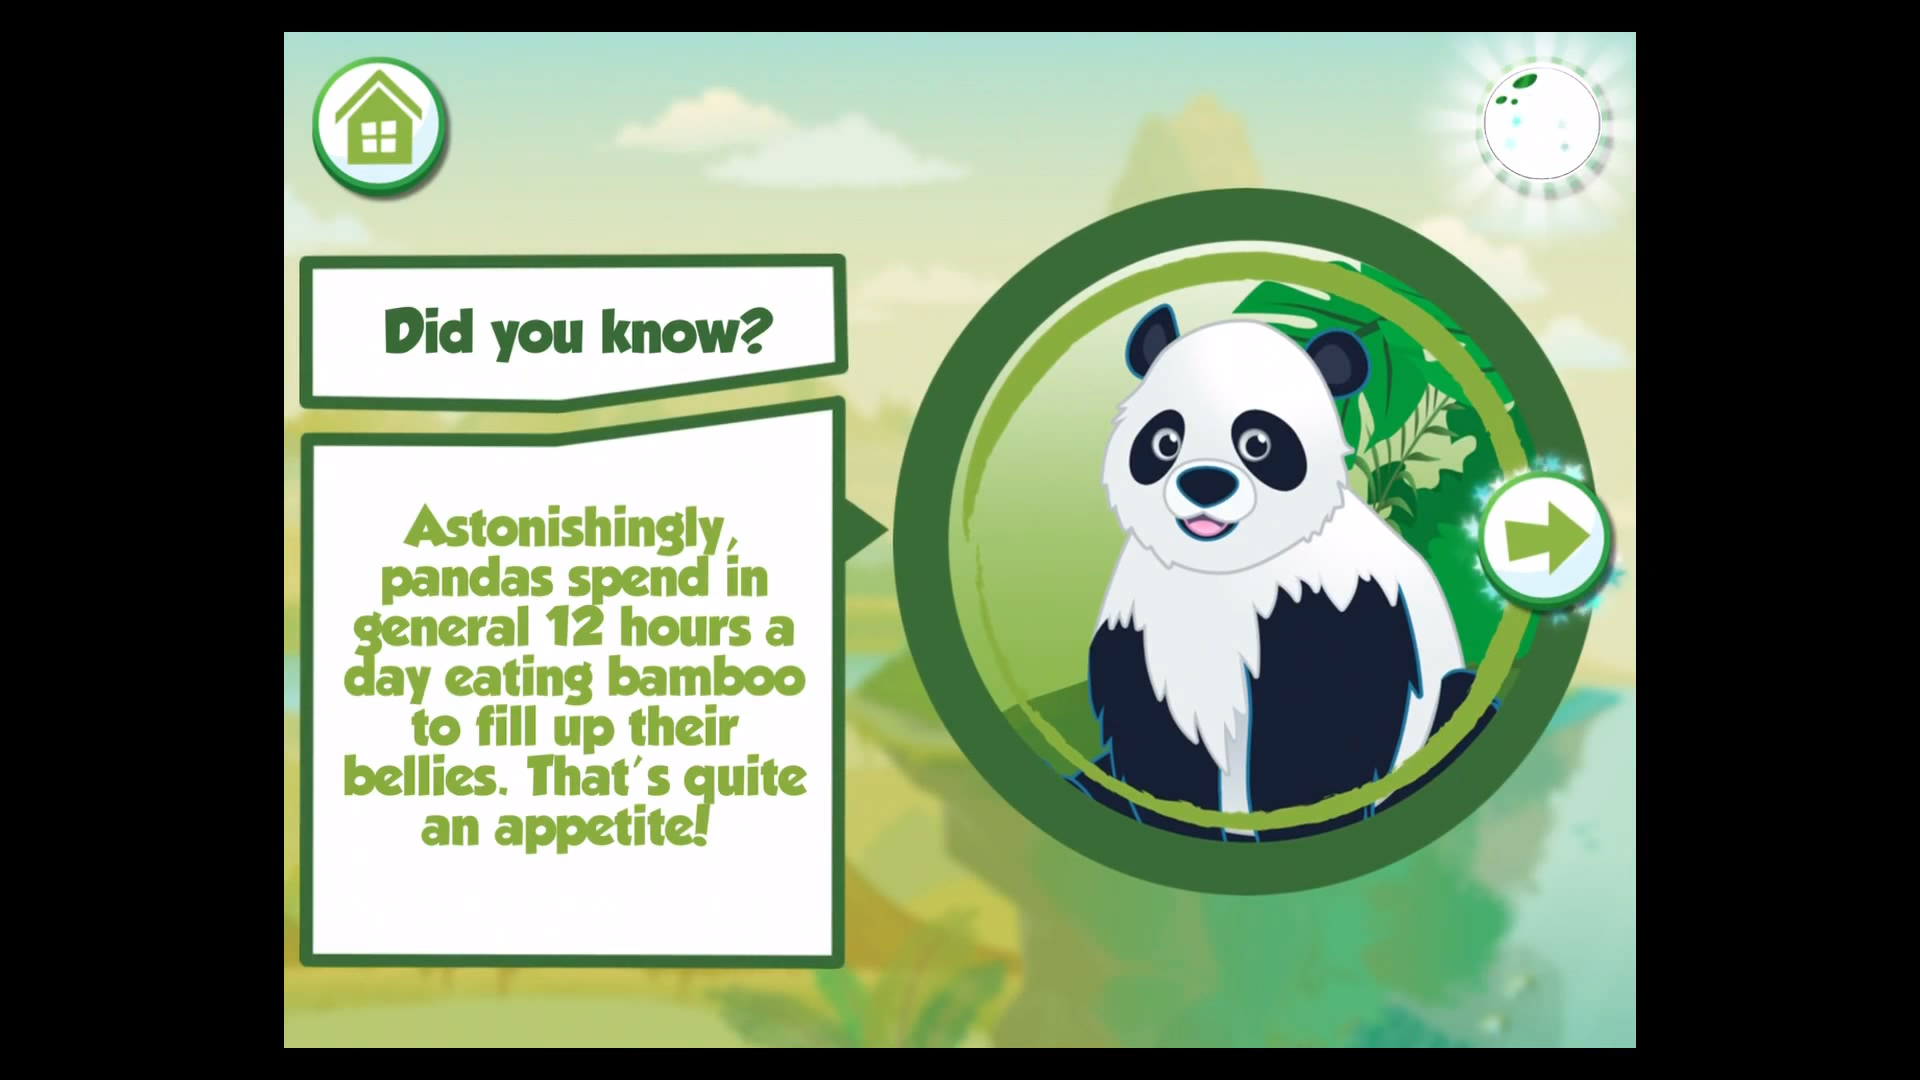 Did you know?
Astonishingly,
pandas spend in
general 12 hours a
day eating bamboo
to fill up their
bellies. That's quite
an appetite!